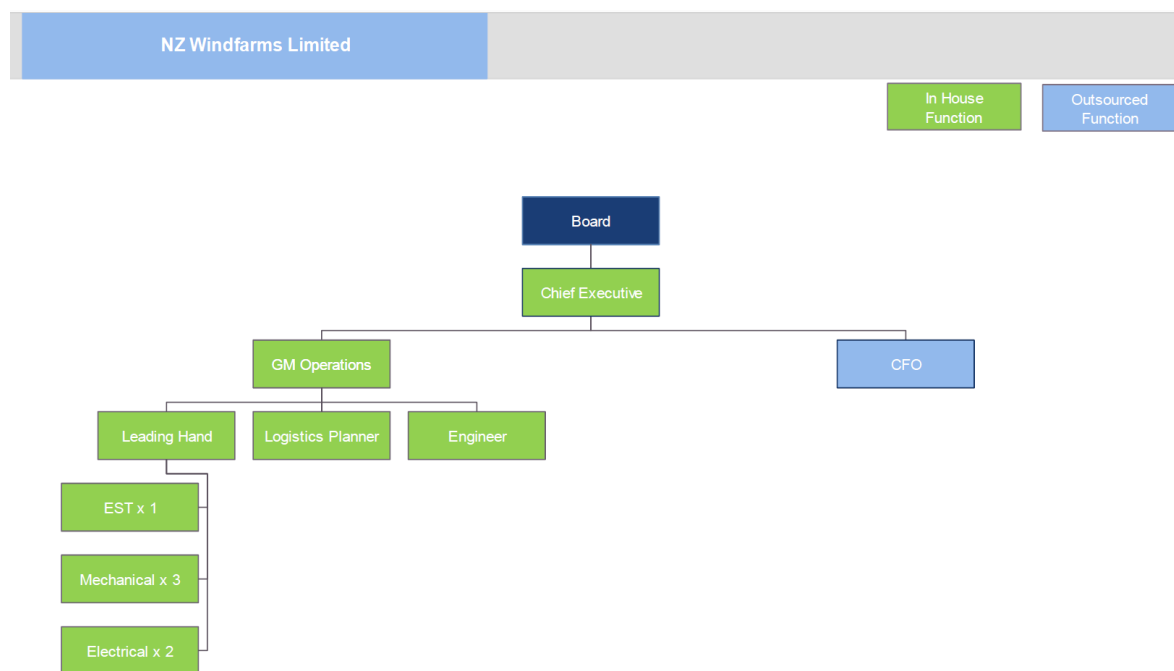 NZ Windfarms Limited
In House
Function
Outsourced
Function
Board
Chief Executive
GM Operations
CFO
Leading Hand
Logistics Planner
Engineer
EST x 1
Mechanical x 3
Electrical x 2